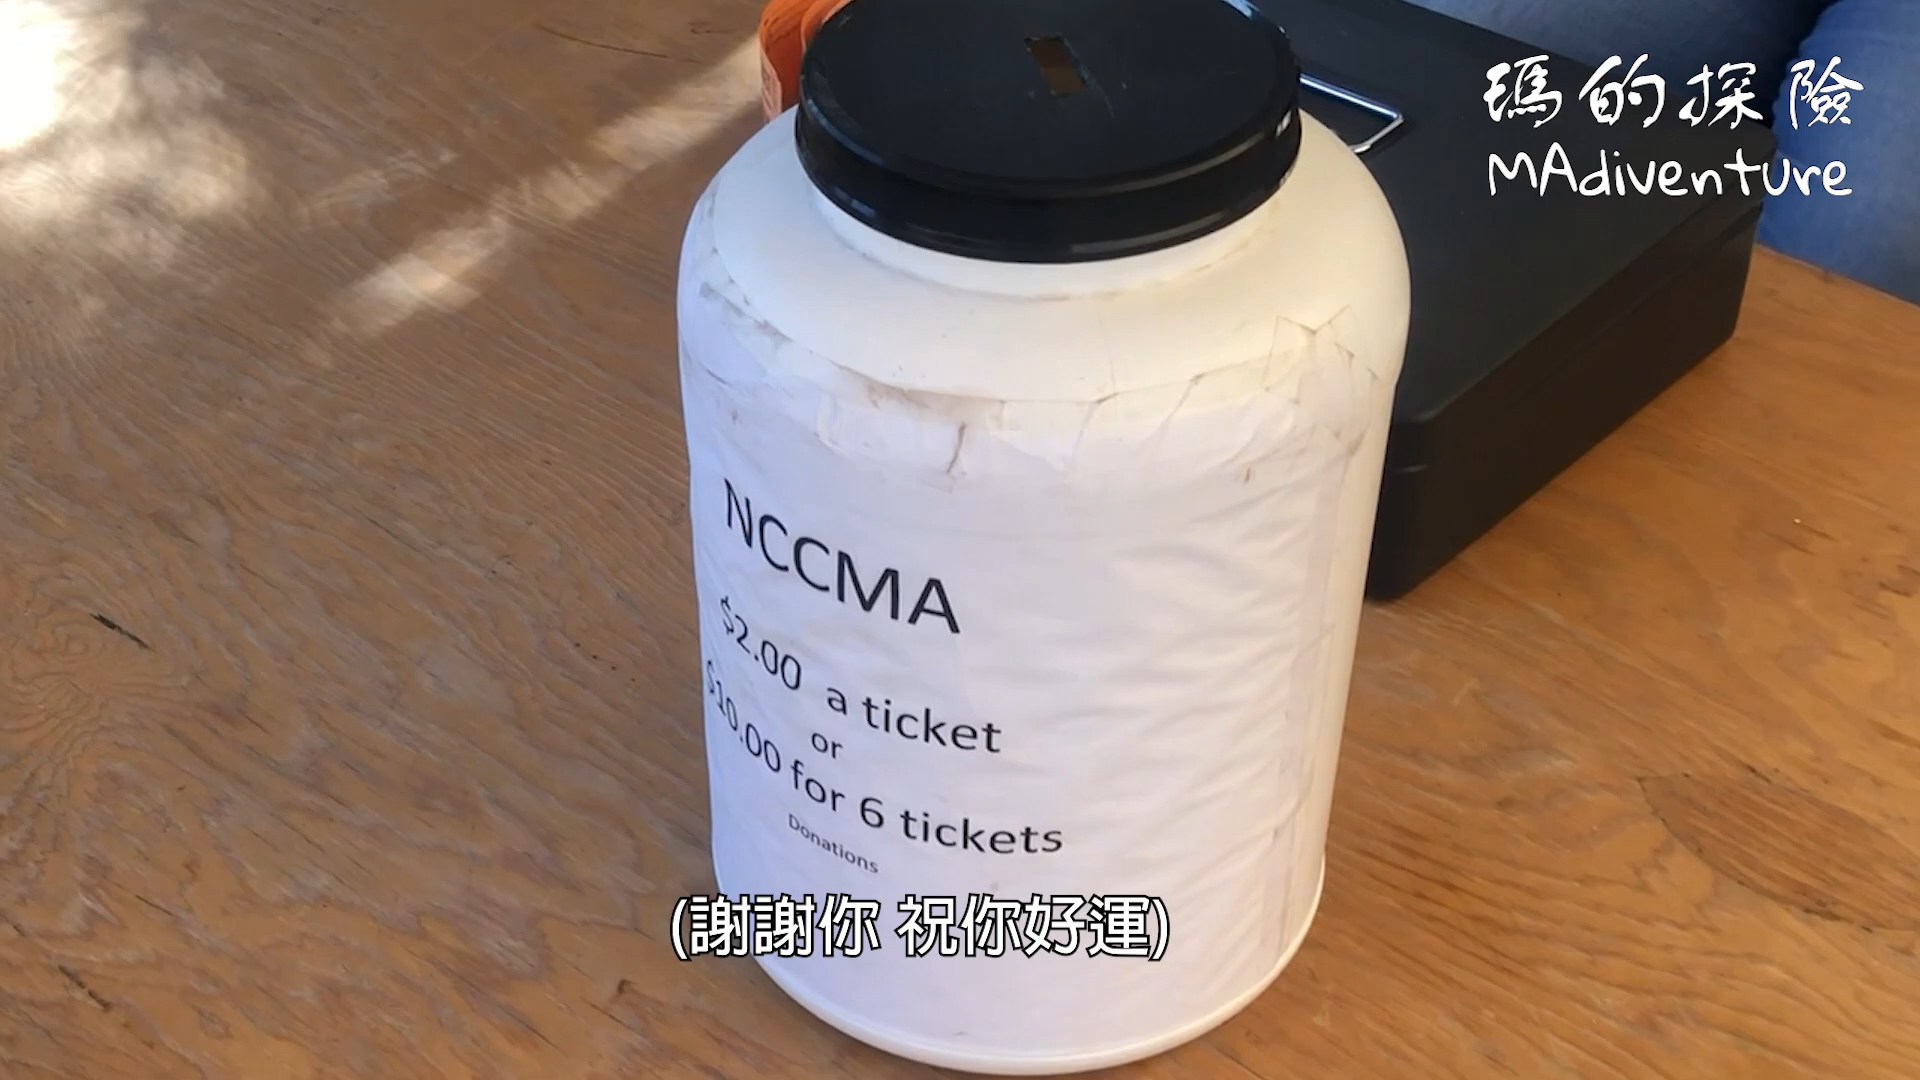 瑪的探險
MAdiventure
NCCMA
$2.00 a ticket
or
$10.00 for 6 tickets
Donations
(謝謝你 祝你好運)